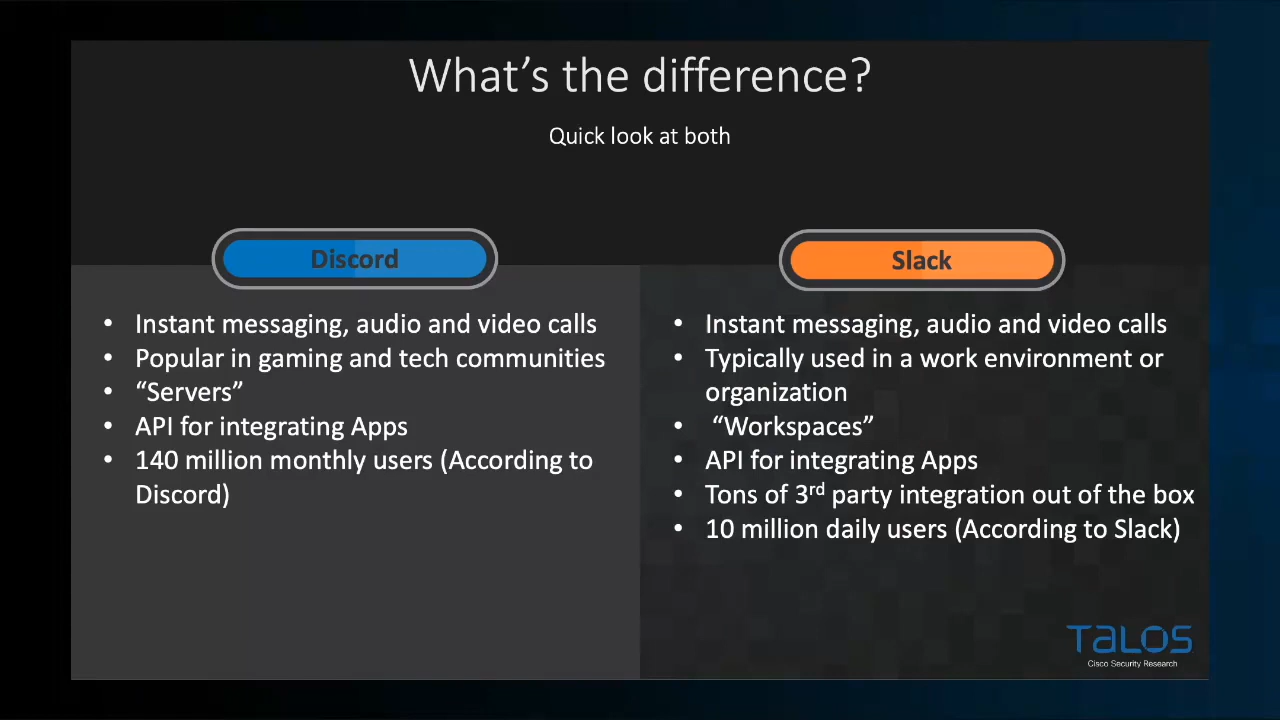 What's the difference?
Quick look at both
Discord
• Instant messaging, audio and video calls
• Popular in gaming and tech communities
• “Servers”
• API for integrating Apps
• 140 million monthly users (According to
Discord)
Slack
• Instant messaging, audio and video calls
• Typically used in a work environment or
organization
• “Workspaces”
• API for integrating Apps
• Tons of 3rd party integration out of the box
• 10 million daily users (According to Slack)
TALOS
Cisco Security Research